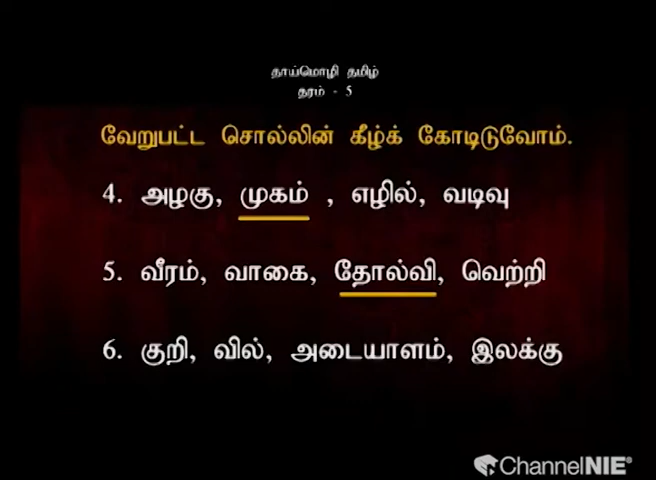 தாய்மொழி தமிழ்
தரம் - 5
வேறுபட்ட சொல்லின் கீழ்க் கோடிடுவோம்.
4. அழகு, முகம் , எழில், வடிவு
5. வீரம், வாகை, தோல்வி, வெற்றி
6. குறி, வில், அடையாளம், இலக்கு
ChannelNIE®